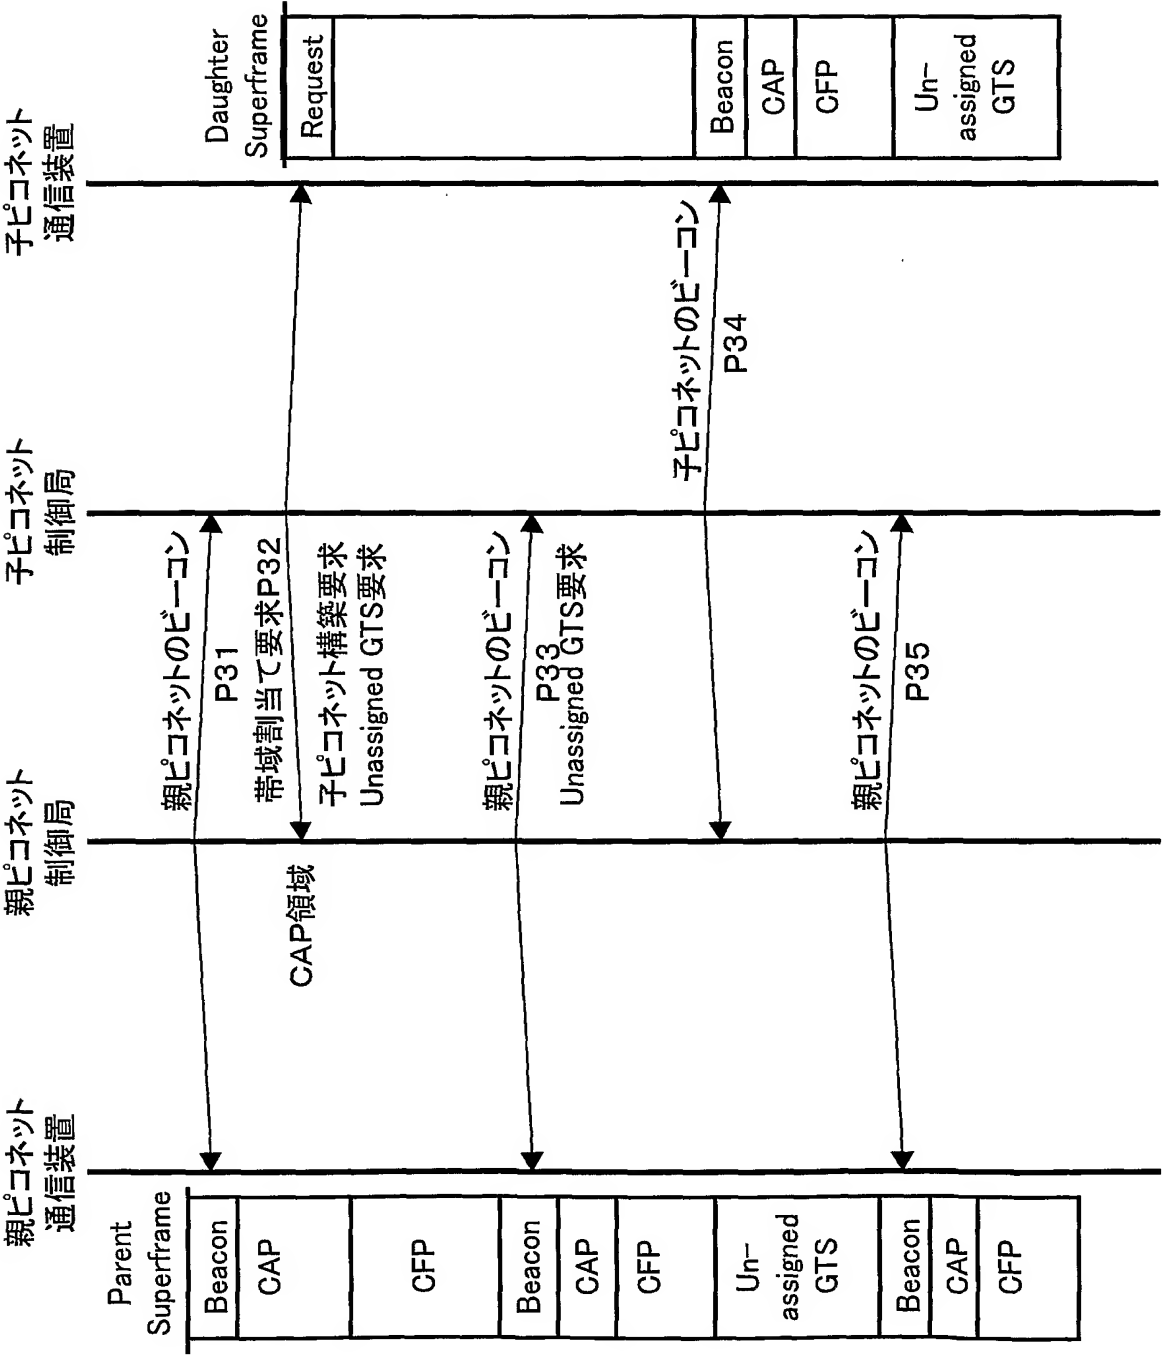 親ピコネット
通信装置
親ピコネット
制御局
子ピコネット
制御局
子ピコネット
通信装置
Parent
Superframe
Beacon
CAP
CFP
Beacon
CAP
CFP
Un-
assigned
GTS
Beacon
CAP
CFP
親ピコネットのビーコン
P31
帯域割当て要求P32
CAP領域
子ピコネット構築要求
Unassigned GTS要求
親ピコネットのビーコン
P33
Unassigned GTS要求
子ピコネットのビーコン
P34
親ピコネットのビーコン
P35
Daughter
Superframe
Request
Beacon
CAP
CFP
Un-
assigned
GTS